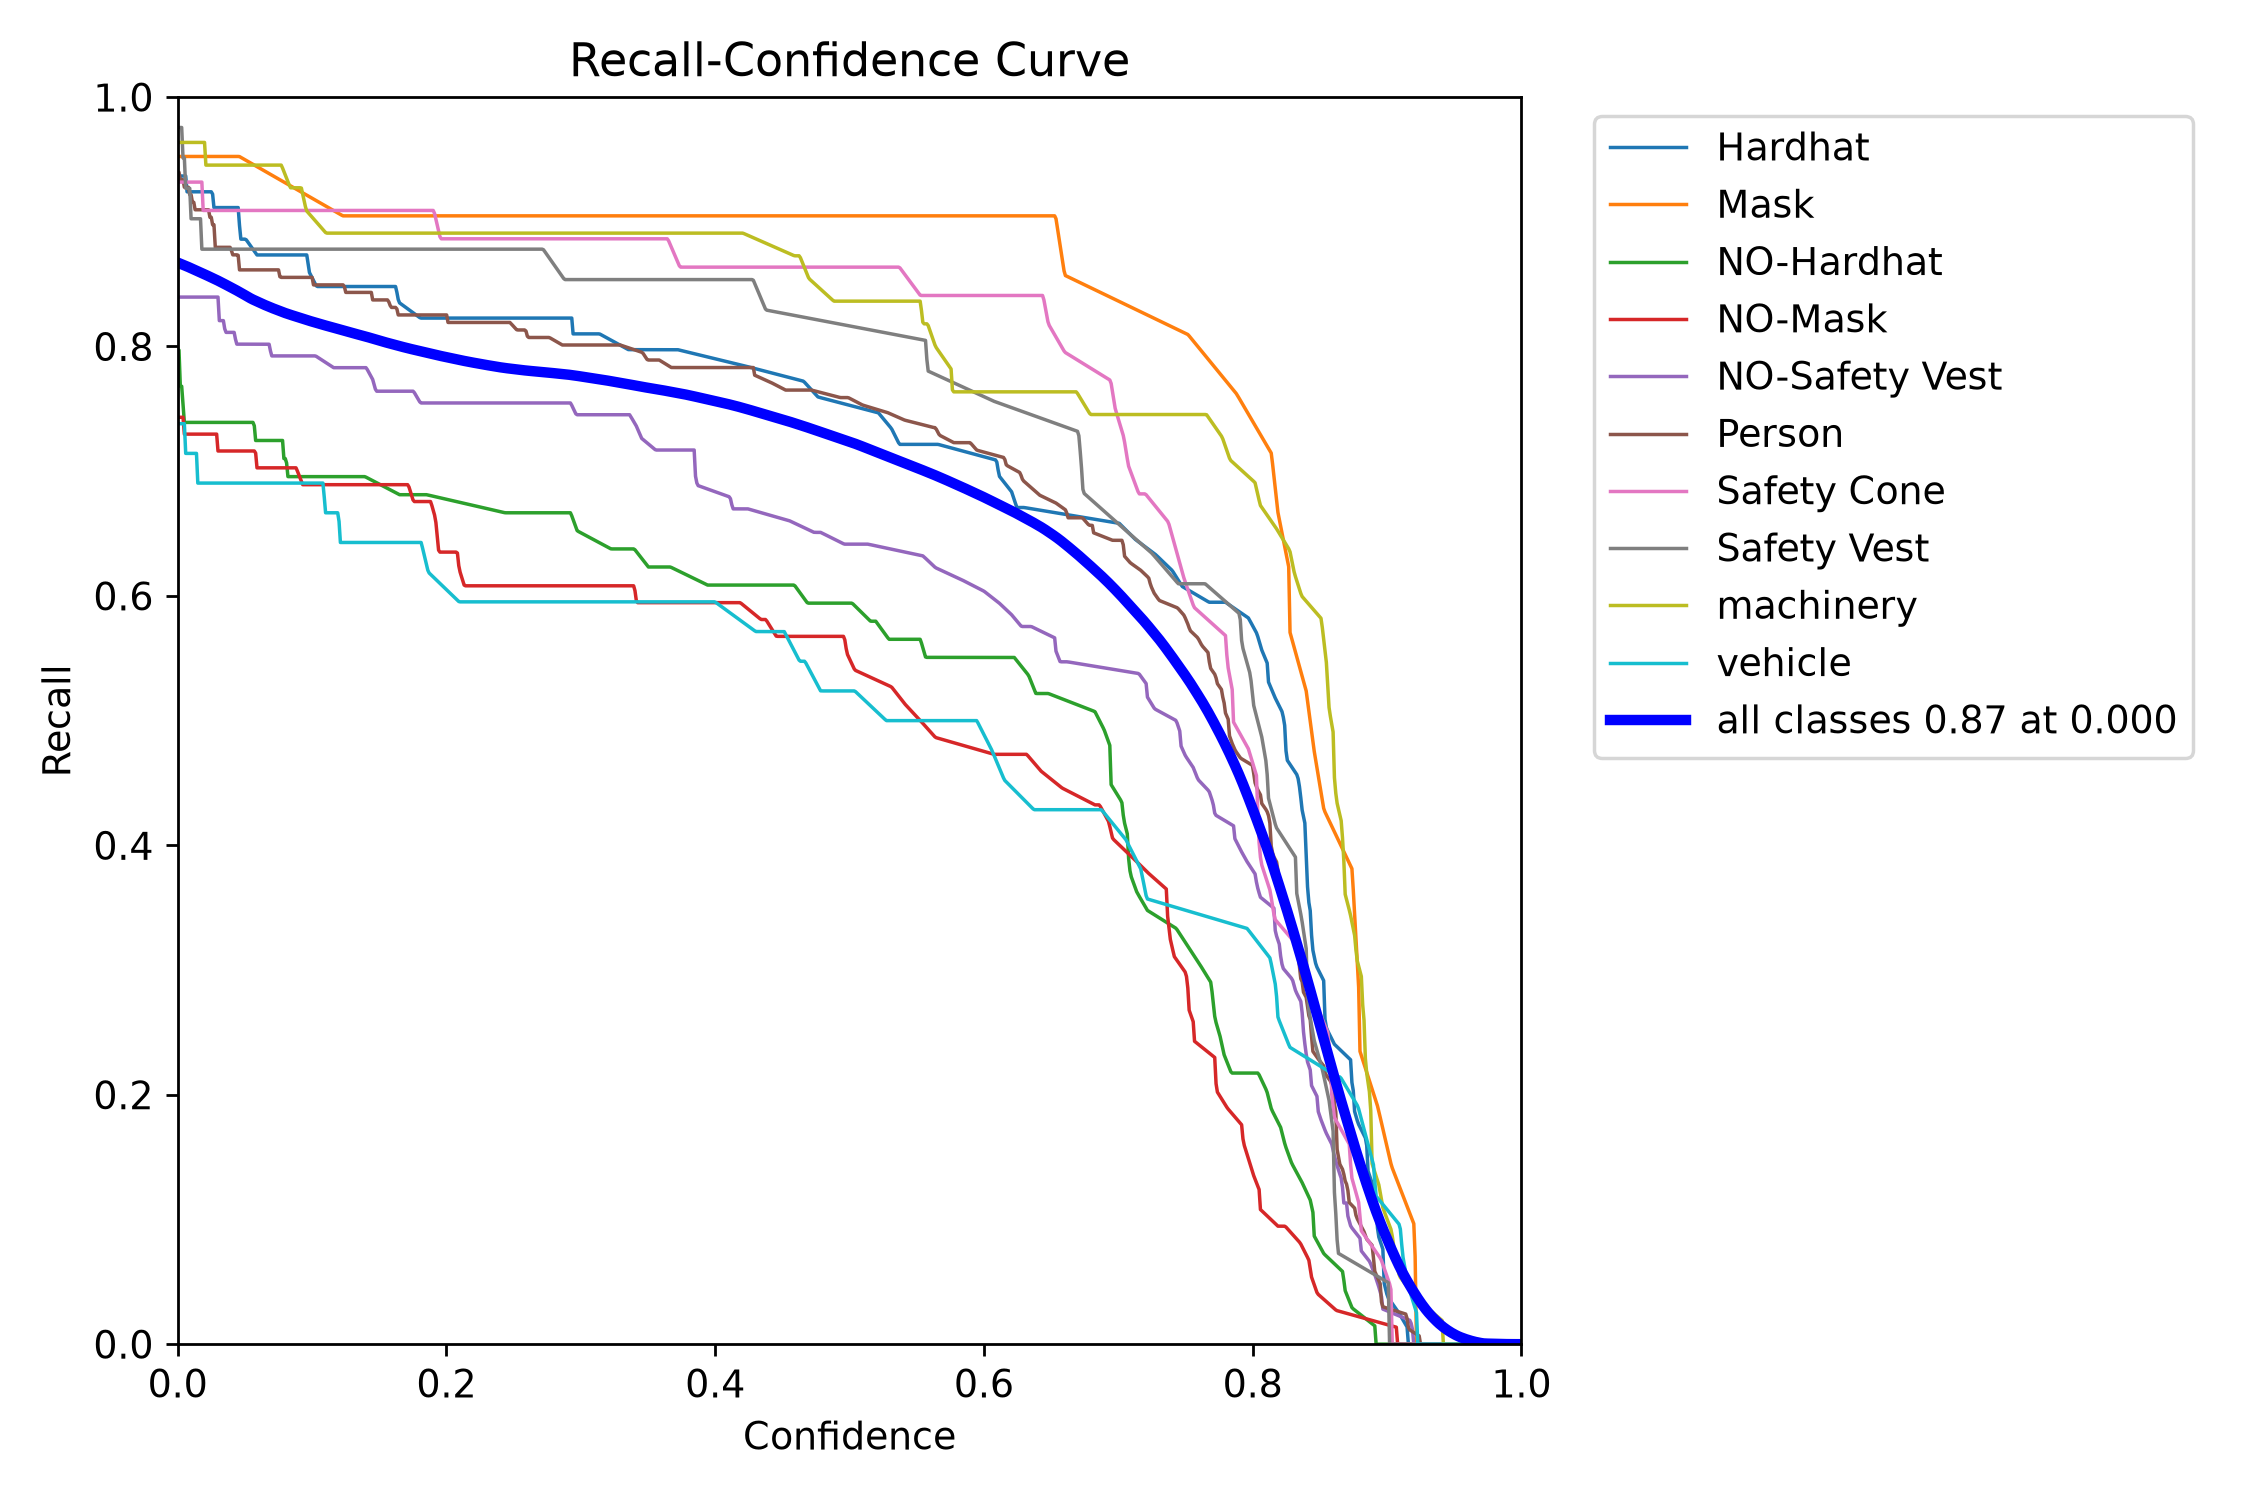 Recall-Confidence Curve
1.0
0.8
0.6
0.4
0.2
0.0
Recall
0.0 0.2 0.4 0.6 0.8 1.0
Confidence
Hardhat
Mask
NO-Hardhat
NO-Mask
NO-Safety Vest
Person
Safety Cone
Safety Vest
machinery
vehicle
all classes 0.87 at 0.000